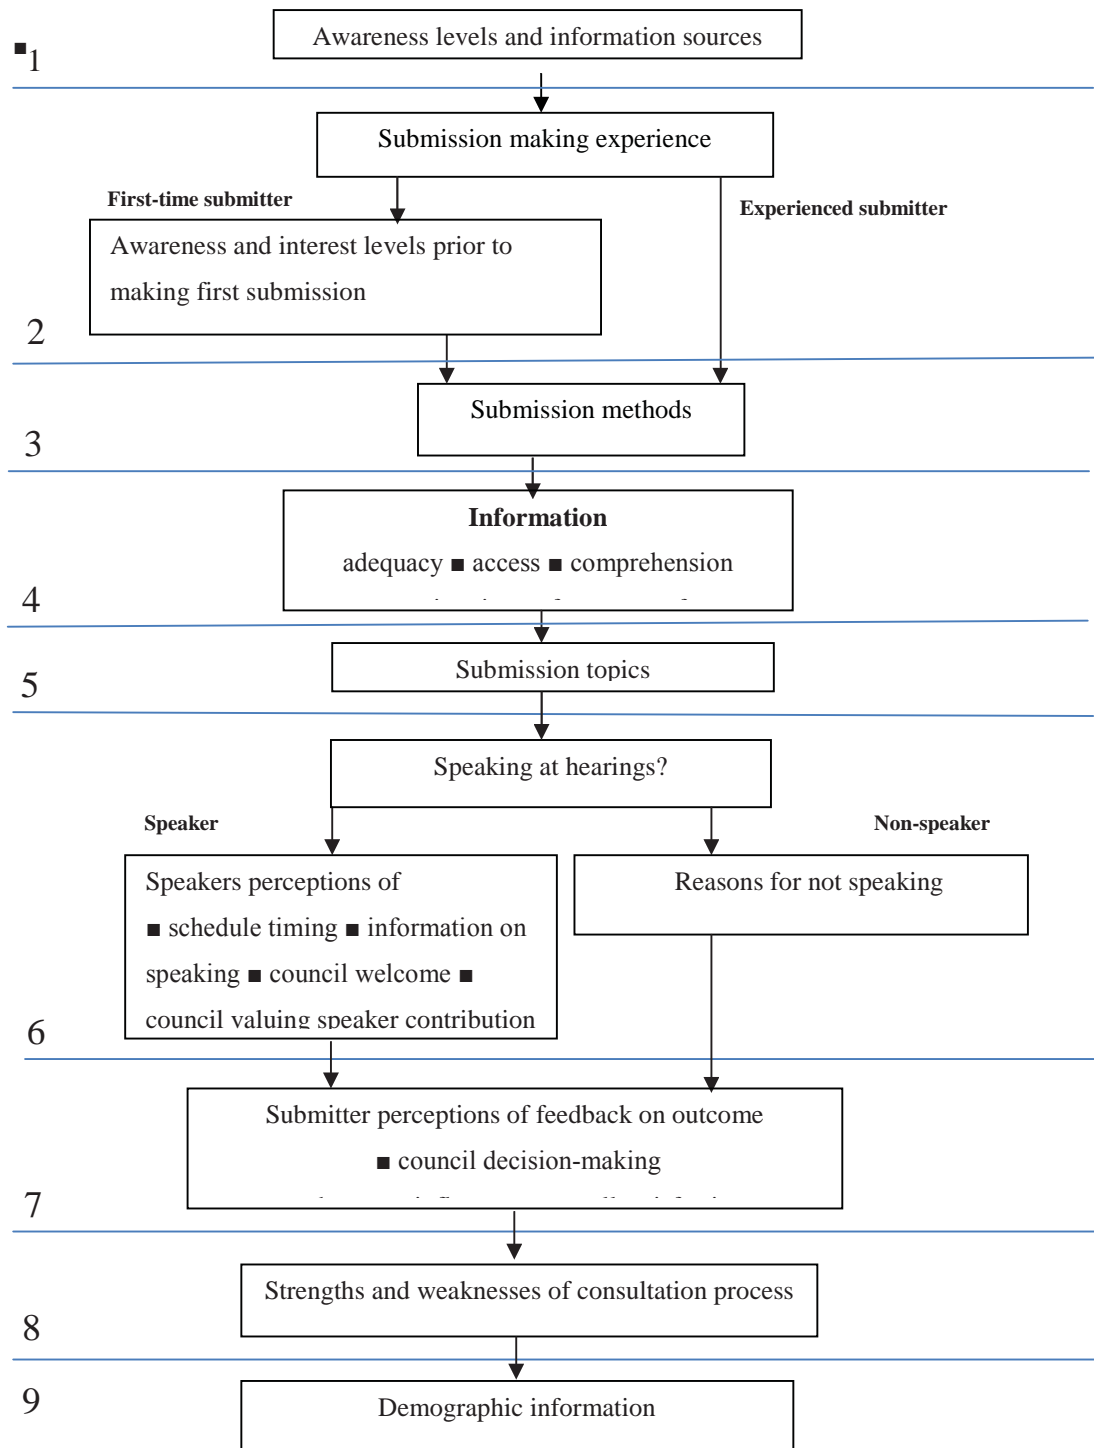 Awareness levels and information sources
■1
Submission making experience
First-time submitter
Experienced submitter
Awareness and interest levels prior to
making first submission
2
Submission methods
3
Information
adequacy ■ access ■ comprehension
4
Submission topics
5
Speaking at hearings?
Speaker
Non-speaker
Speakers perceptions of
■ schedule timing ■ information on
speaking ■ council welcome ■
council valuing speaker contribution
Reasons for not speaking
6
Submitter perceptions of feedback on outcome
■ council decision-making
7
Strengths and weaknesses of consultation process
8
Demographic information
9